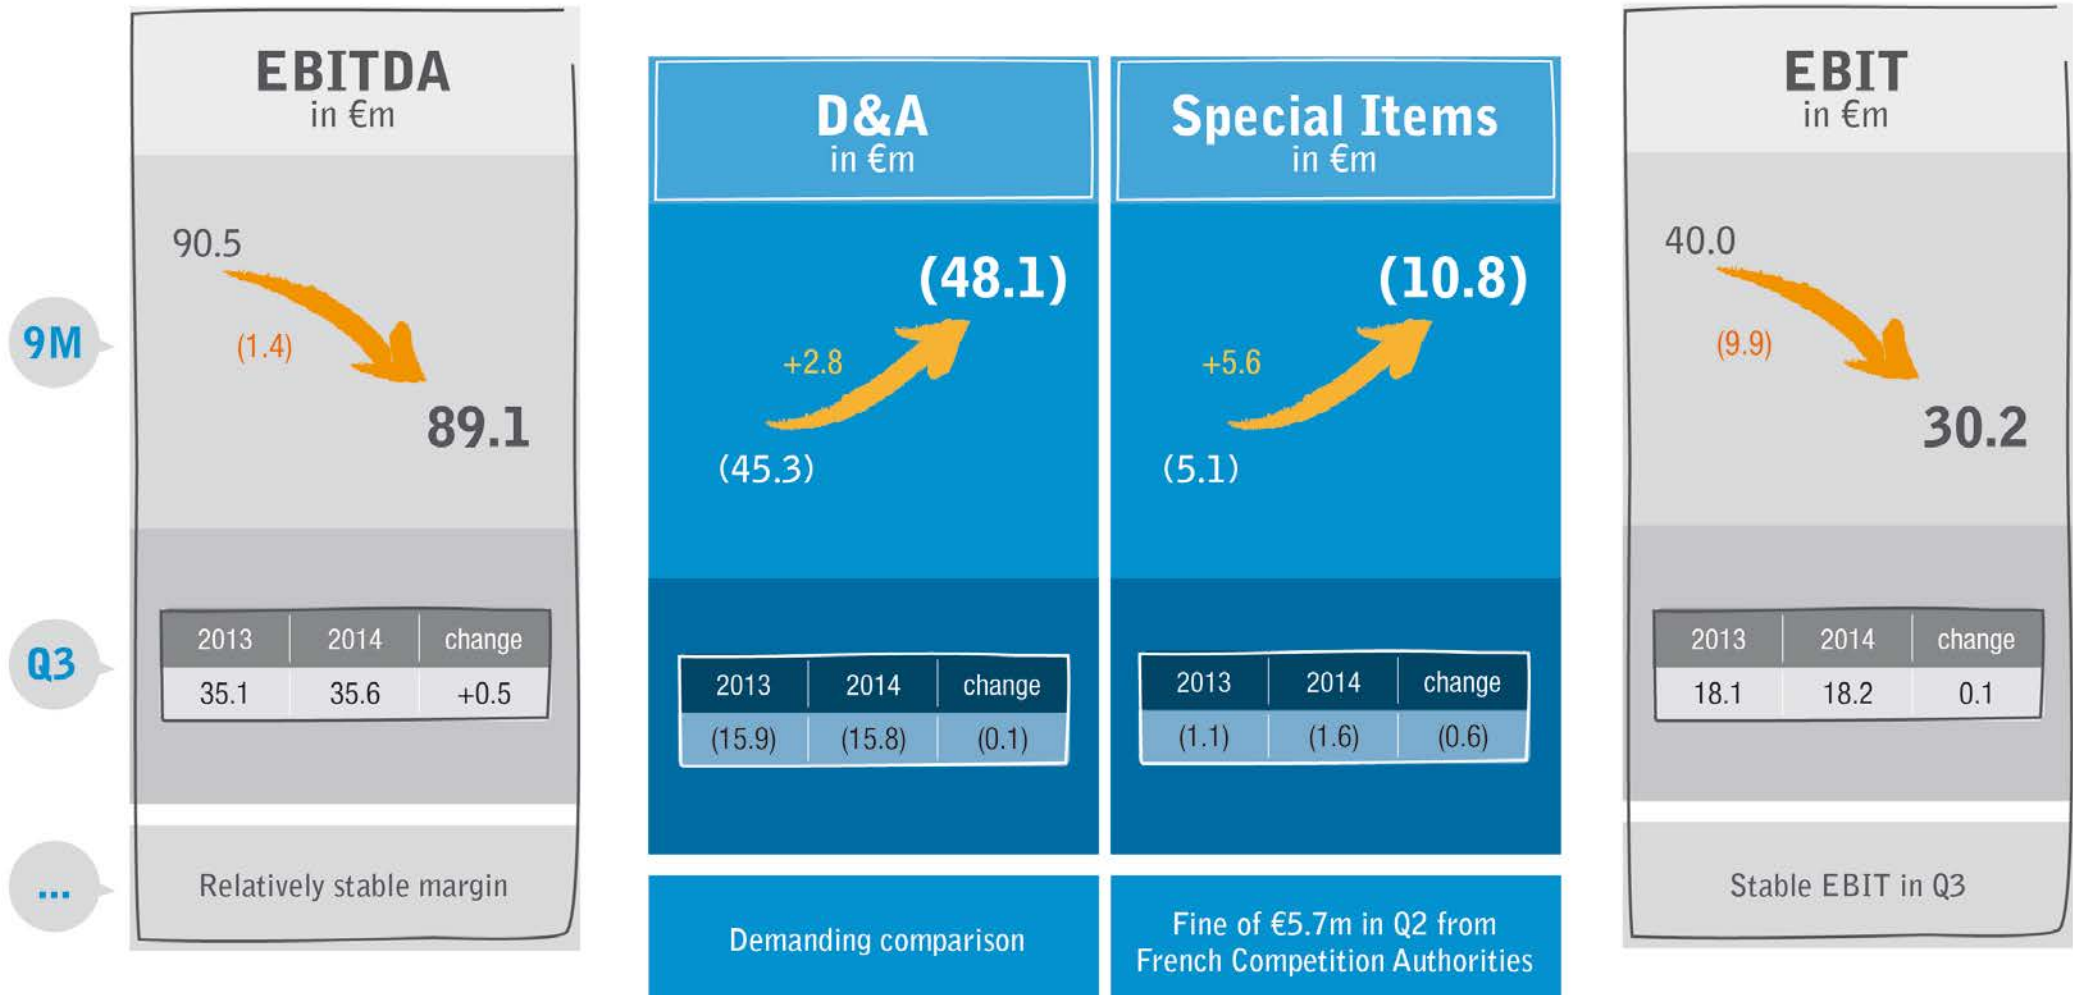 EBITDA
in €m
90.5
(1.4)
89.1
2013 2014 change
35.1 35.6 +0.5
Relatively stable margin
D&A
in €m
(48.1)
+2.8
(45.3)
2013 2014 change
(15.9) (15.8) (0.1)
Demanding comparison
Special Items
in €m
(10.8)
+5.6
(5.1)
2013 2014 change
(1.1) (1.6) (0.6)
Fine of €5.7m in Q2 from
French Competition Authorities
EBIT
in €m
40.0
(9.9)
30.2
2013 2014 change
18.1 18.2 0.1
Stable EBIT in Q3
9M
Q3
...